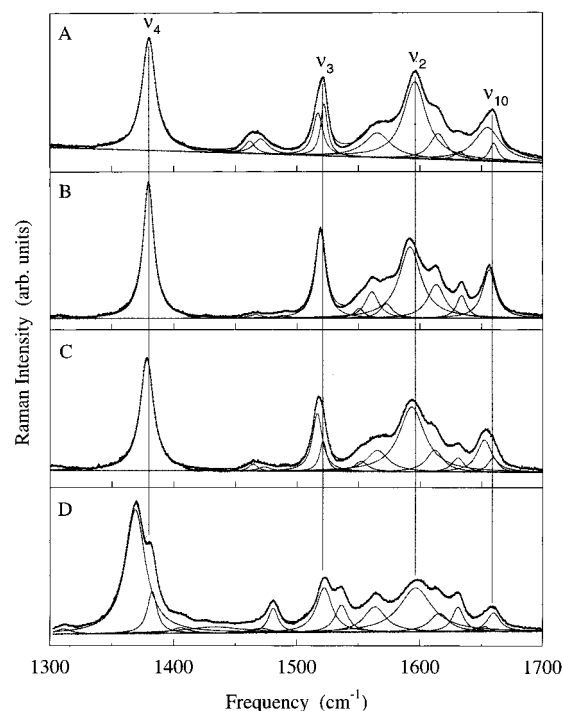 A
ν4
ν3
ν2
ν10
B
C
D
Raman Intensity (arb. units)
1300 1400 1500 1600 1700
Frequency (cm-1)